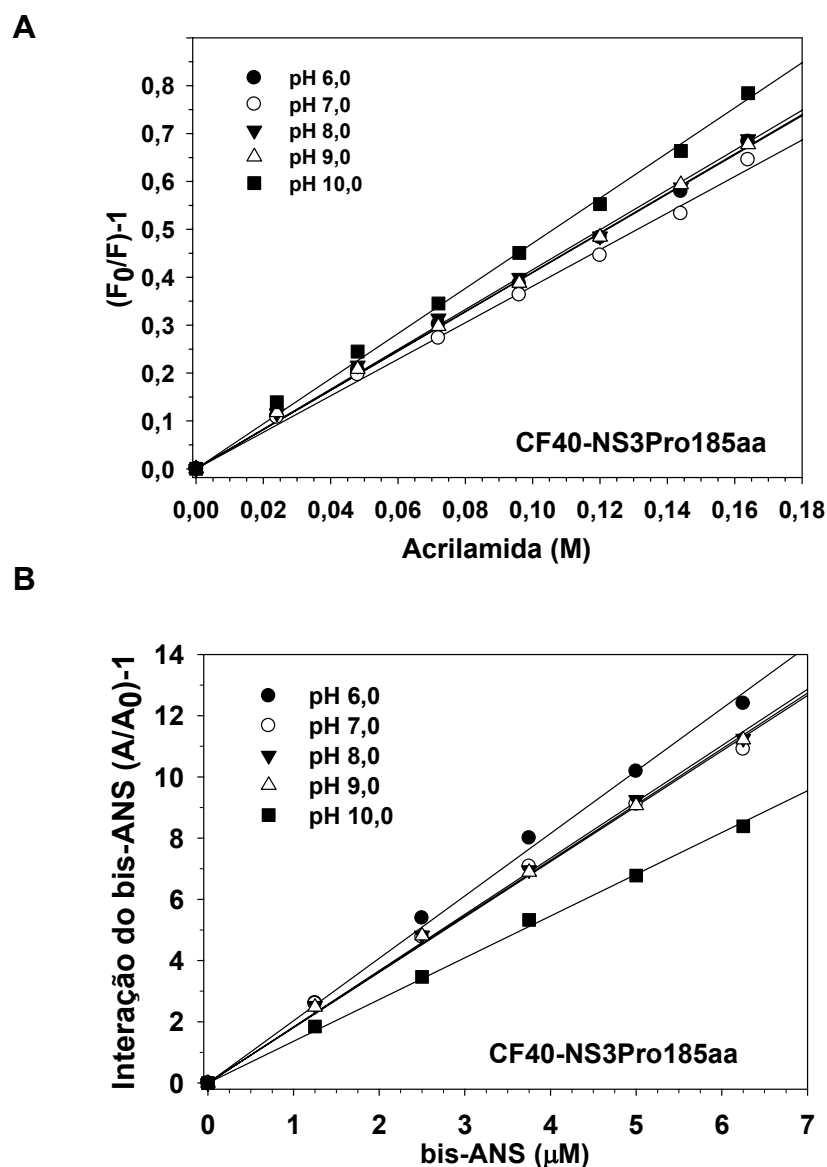 A
(F0/F)-1
0,8
0,7
0,6
0,5
0,4
0,3
0,2
0,1
0,0
pH 6,0
pH 7,0
pH 8,0
pH 9,0
pH 10,0
CF40-NS3Pro185aa
0,00 0,02 0,04 0,06 0,08 0,10 0,12 0,14 0,16 0,18
Acrilamida (M)
B
Interação do bis-ANS (A/A0)-1
14
12
10
8
6
4
2
0
pH 6,0
pH 7,0
pH 8,0
pH 9,0
pH 10,0
CF40-NS3Pro185aa
0 1 2 3 4 5 6 7
bis-ANS (μM)